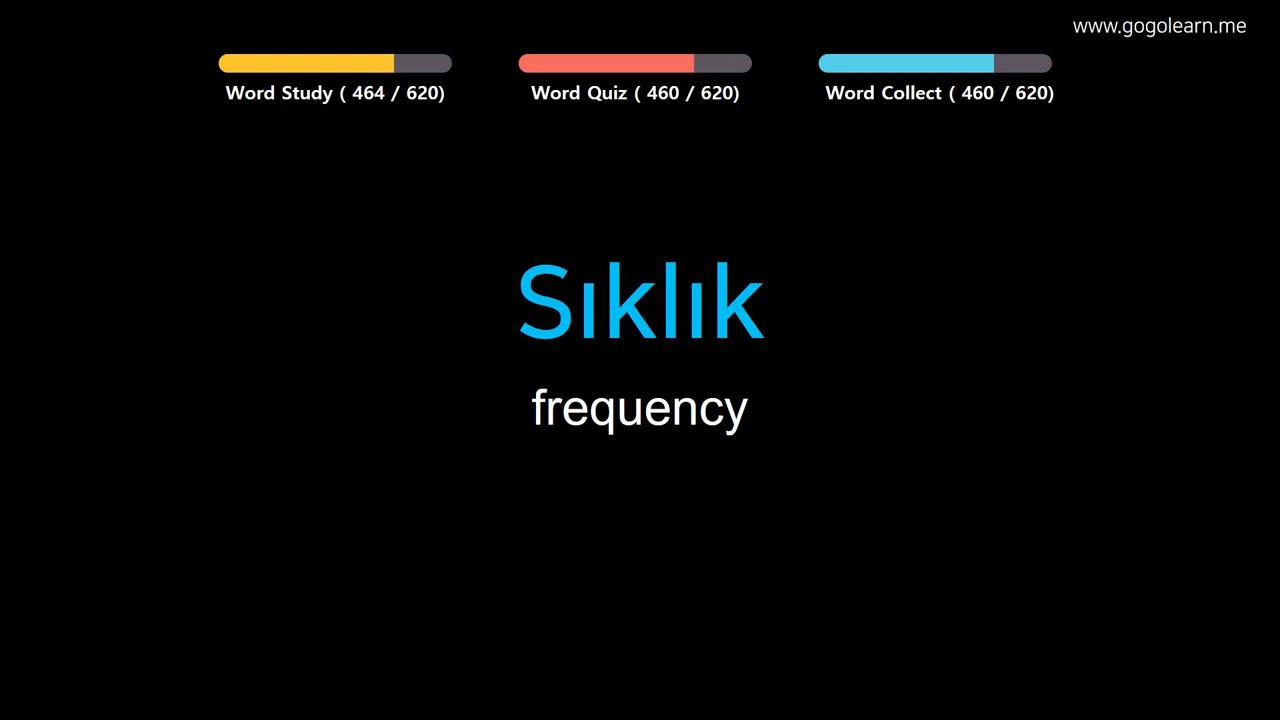 www.gogolearn.me
Word Study ( 464 / 620)
Word Quiz ( 460 / 620)
Word Collect ( 460 / 620)
Sıklık
frequency